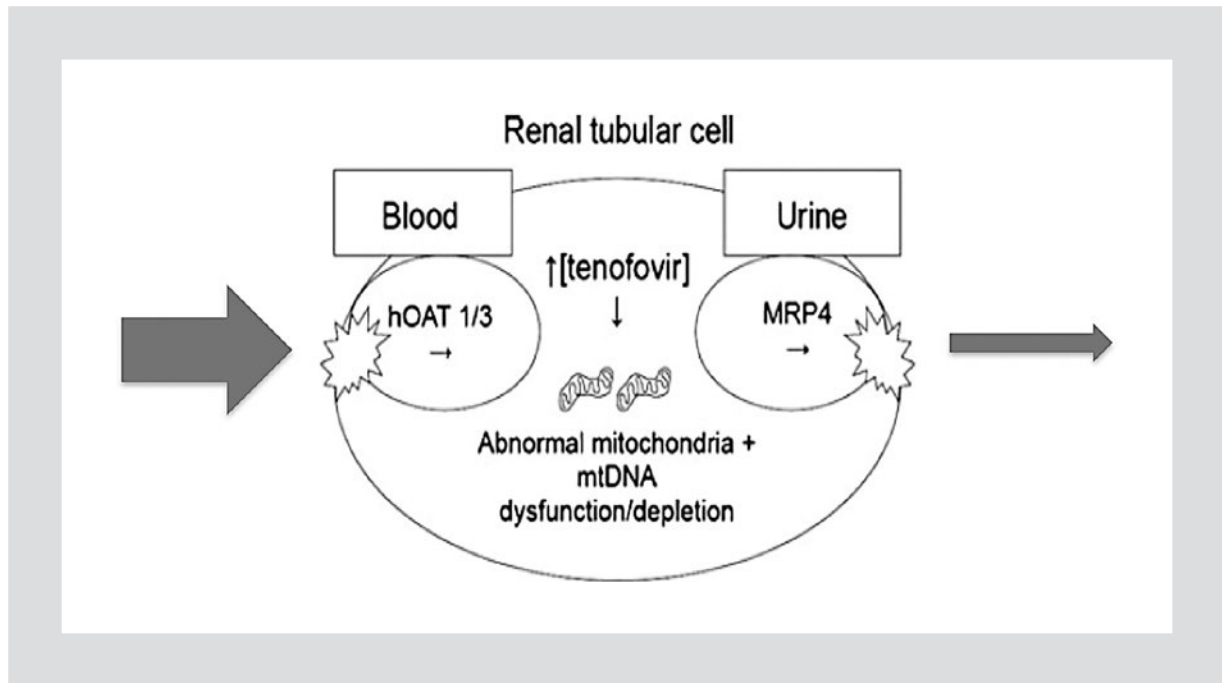 Renal tubular cell
Blood
Urine
↑[tenofovir]
↓
hOAT 1/3
→
MRP4
→
Abnormal mitochondria +
mtDNA
dysfunction/depletion